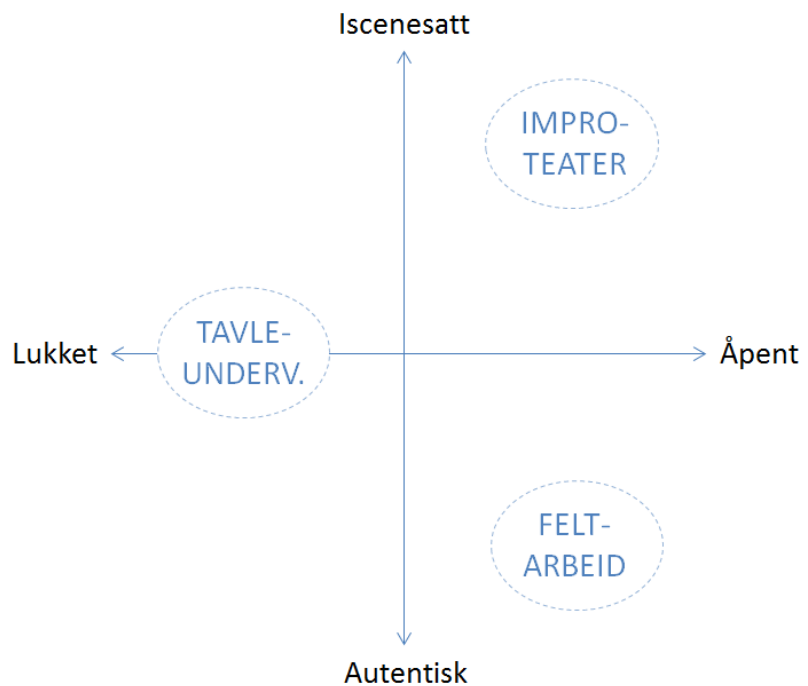 Iscenesatt
IMPRO-
TEATER
TAVLE-
UNDERV.
Lukket
Åpent
FELT-
ARBEID
Autentisk